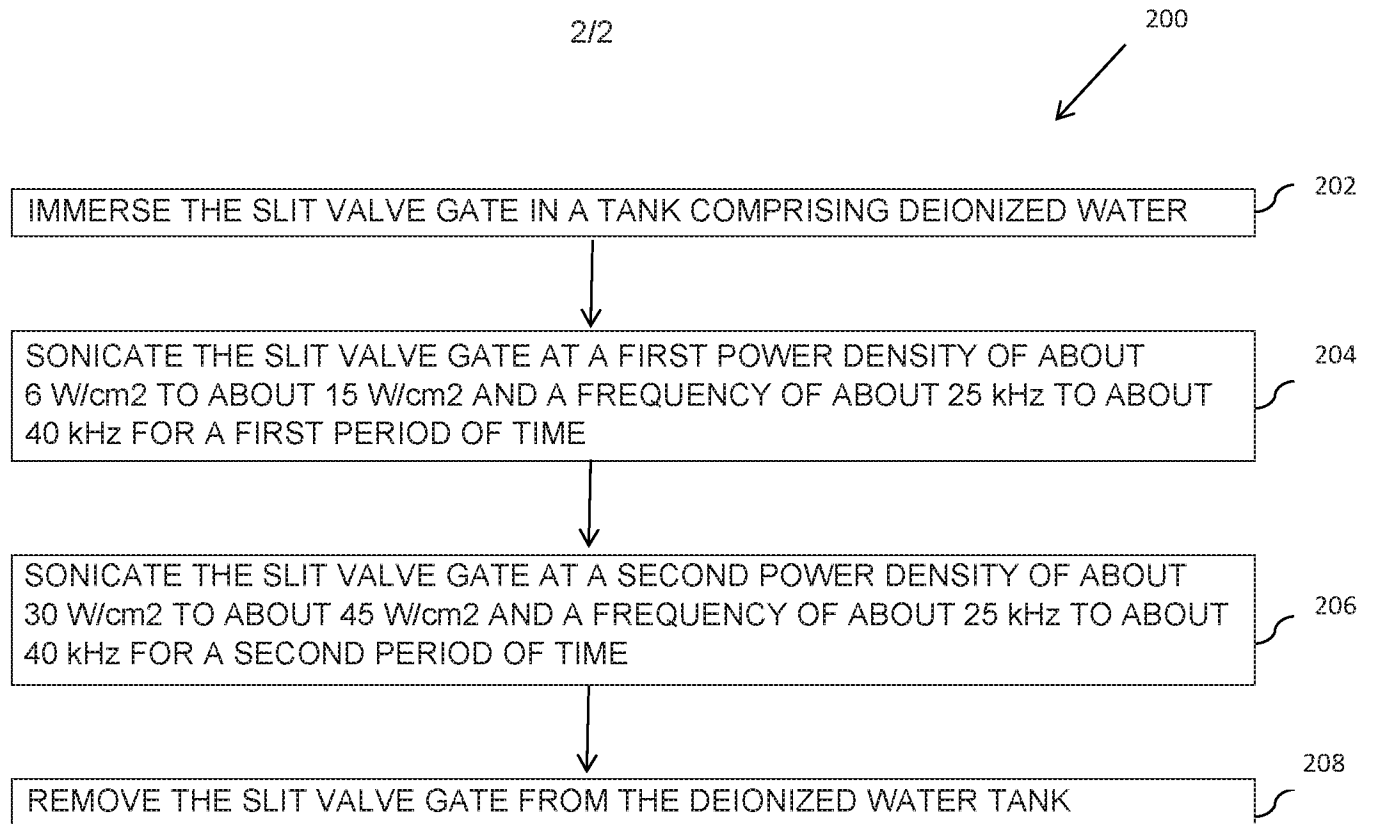 2/2
200
202
IMMERSE THE SLIT VALVE GATE IN A TANK COMPRISING DEIONIZED WATER
SONICATE THE SLIT VALVE GATE AT A FIRST POWER DENSITY OF ABOUT
6 W/cm2 TO ABOUT 15 W/cm2 AND A FREQUENCY OF ABOUT 25 kHz TO ABOUT
40 kHz FOR A FIRST PERIOD OF TIME
204
SONICATE THE SLIT VALVE GATE AT A SECOND POWER DENSITY OF ABOUT
30 W/cm2 TO ABOUT 45 W/cm2 AND A FREQUENCY OF ABOUT 25 kHz TO ABOUT
40 kHz FOR A SECOND PERIOD OF TIME
206
208
REMOVE THE SLIT VALVE GATE FROM THE DEIONIZED WATER TANK